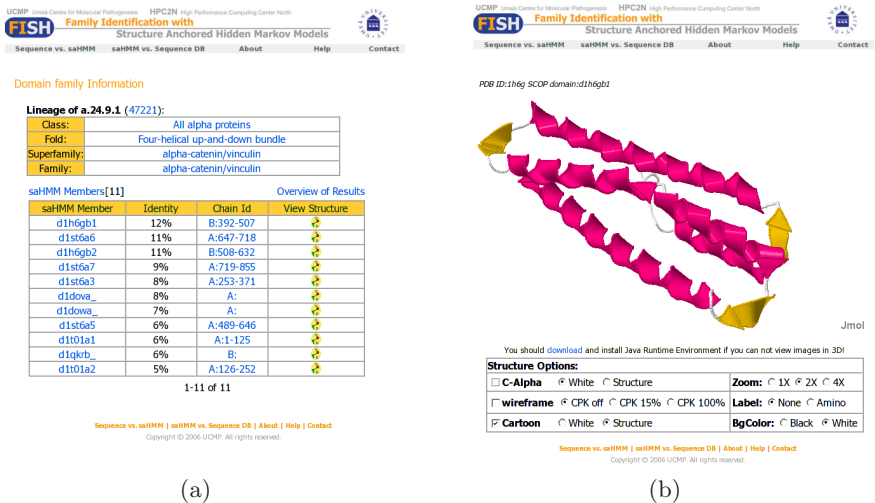 UCMP Umeå Centre for Molecular Pathogenesis HPC2N High Performance Computing Center North
FISH Family Identification with
Structure Anchored Hidden Markov Models
Sequence vs. saHMM saHMM vs. Sequence DB About Help Contact
Domain family Information
Lineage of a.24.9.1 (47221):
Class: All alpha proteins
Fold: Four-helical up-and-down bundle
Superfamily: alpha-catenin/vinculin
Family: alpha-catenin/vinculin
saHMM Members[11] Overview of Results
saHMM Member Identity Chain Id View Structure
d1h6gb1 12% B:392-507
d1st6a6 11% A:647-718
d1h6gb2 11% B:508-632
d1st6a7 9% A:719-855
d1st6a3 8% A:253-371
d1dova_ 8% A:
d1dowa_ 7% A:
d1st6a5 6% A:489-646
d1t01a1 6% A:1-125
d1qkrb_ 6% B:
d1t01a2 5% A:126-252
1-11 of 11
Sequence vs. saHMM | saHMM vs. Sequence DB | About | Help | Contact
Copyright © 2006 UCMP. All rights reserved.
(a)
UCMP Umeå Centre for Molecular Pathogenesis HPC2N High Performance Computing Center North
FISH Family Identification with
Structure Anchored Hidden Markov Models
Sequence vs. saHMM saHMM vs. Sequence DB About Help Contact
PDB ID:1h6g SCOP domain:d1h6gb1
Jmol
You should download and install Java Runtime Environment if you can not view images in 3D!
Structure Options:
C-Alpha White Structure Zoom: 1X 2X 4X
wireframe CPK off CPK 15% CPK 100% Label: None Amino
Cartoon White Structure BgColor: Black White
Sequence vs. saHMM | saHMM vs. Sequence DB | About | Help | Contact
Copyright © 2006 UCMP. All rights reserved.
(b)